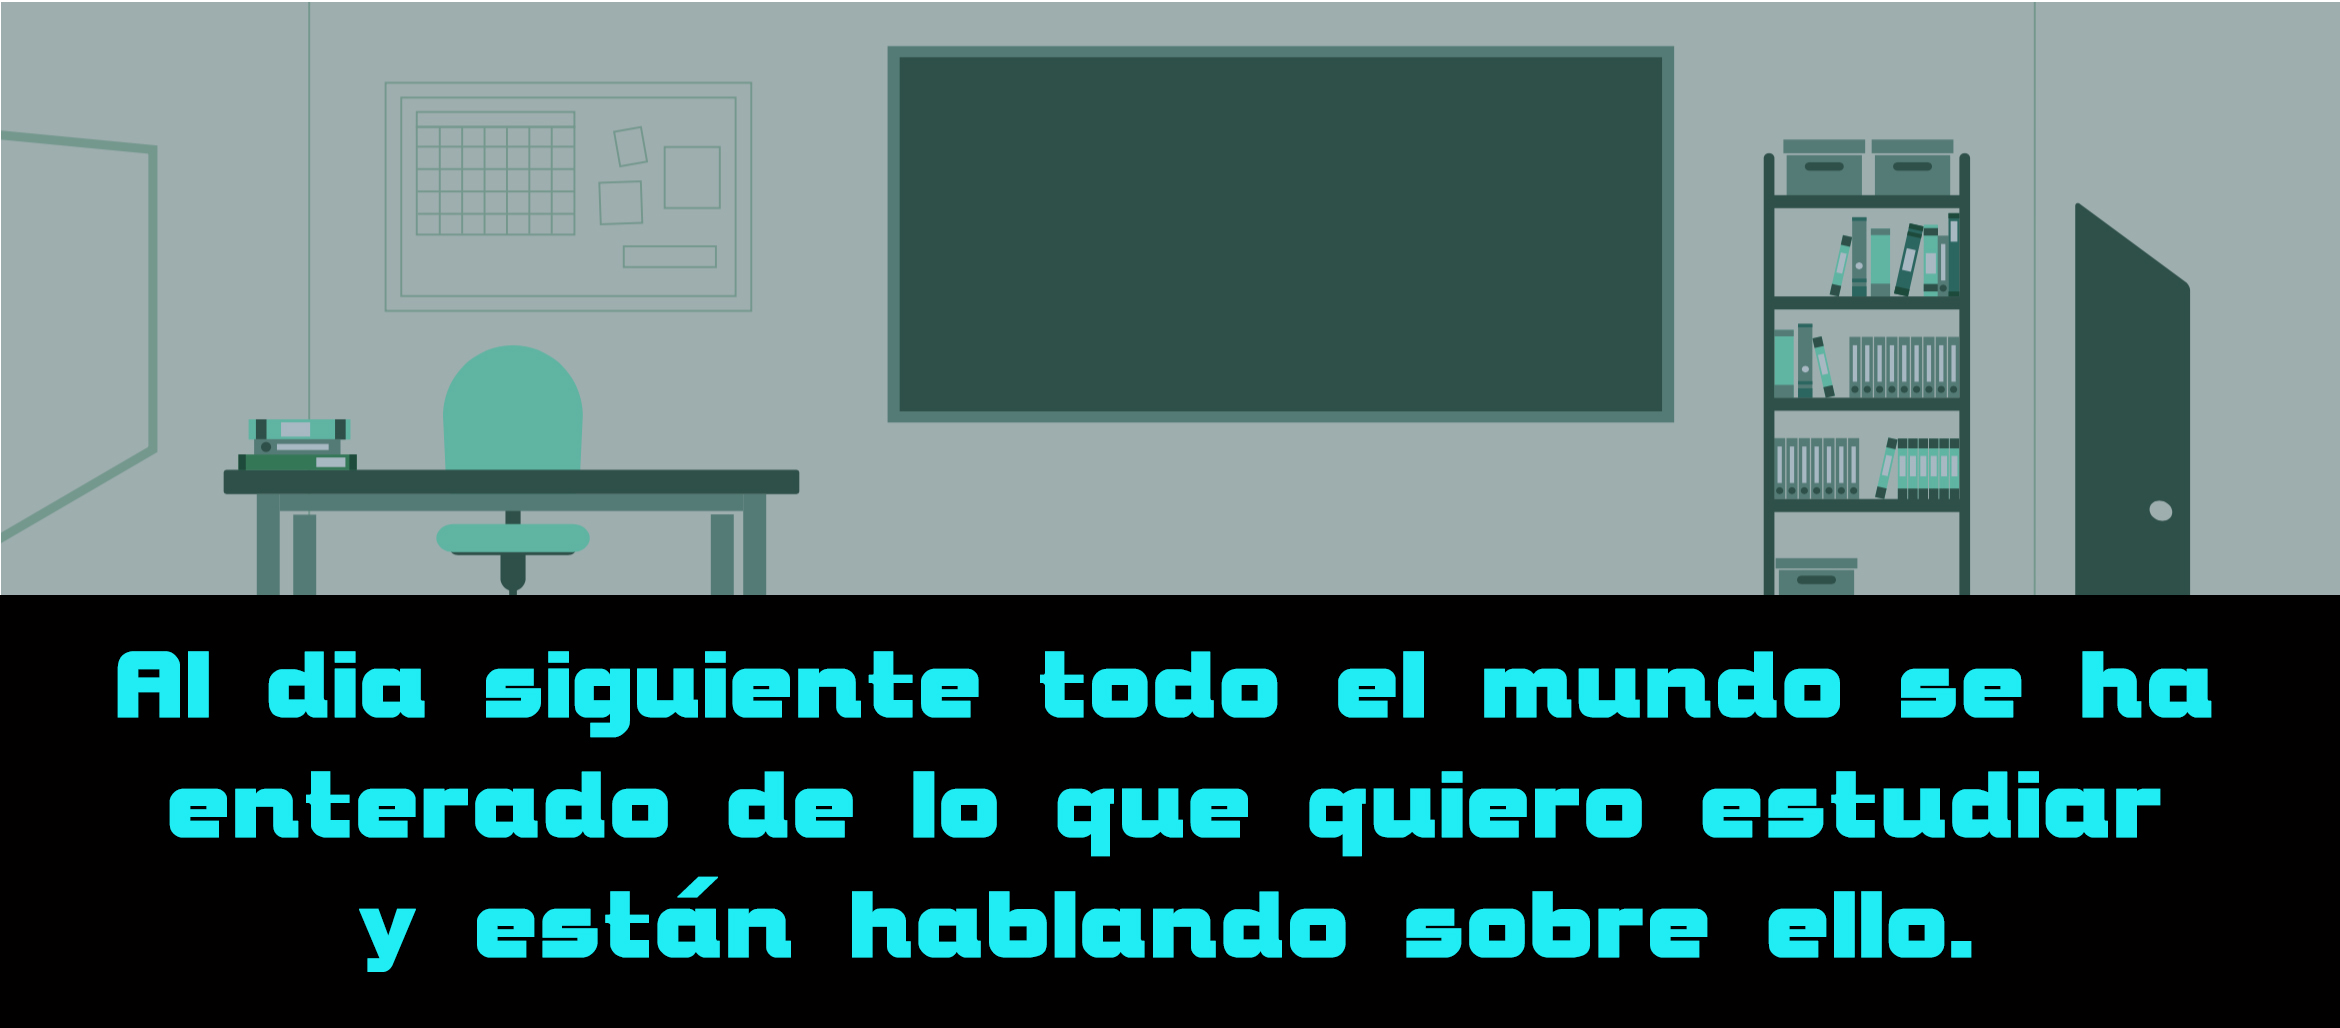 Al dia siguiente todo el mundo se ha
enterado de lo que quiero estudiar
y están hablando sobre ello.